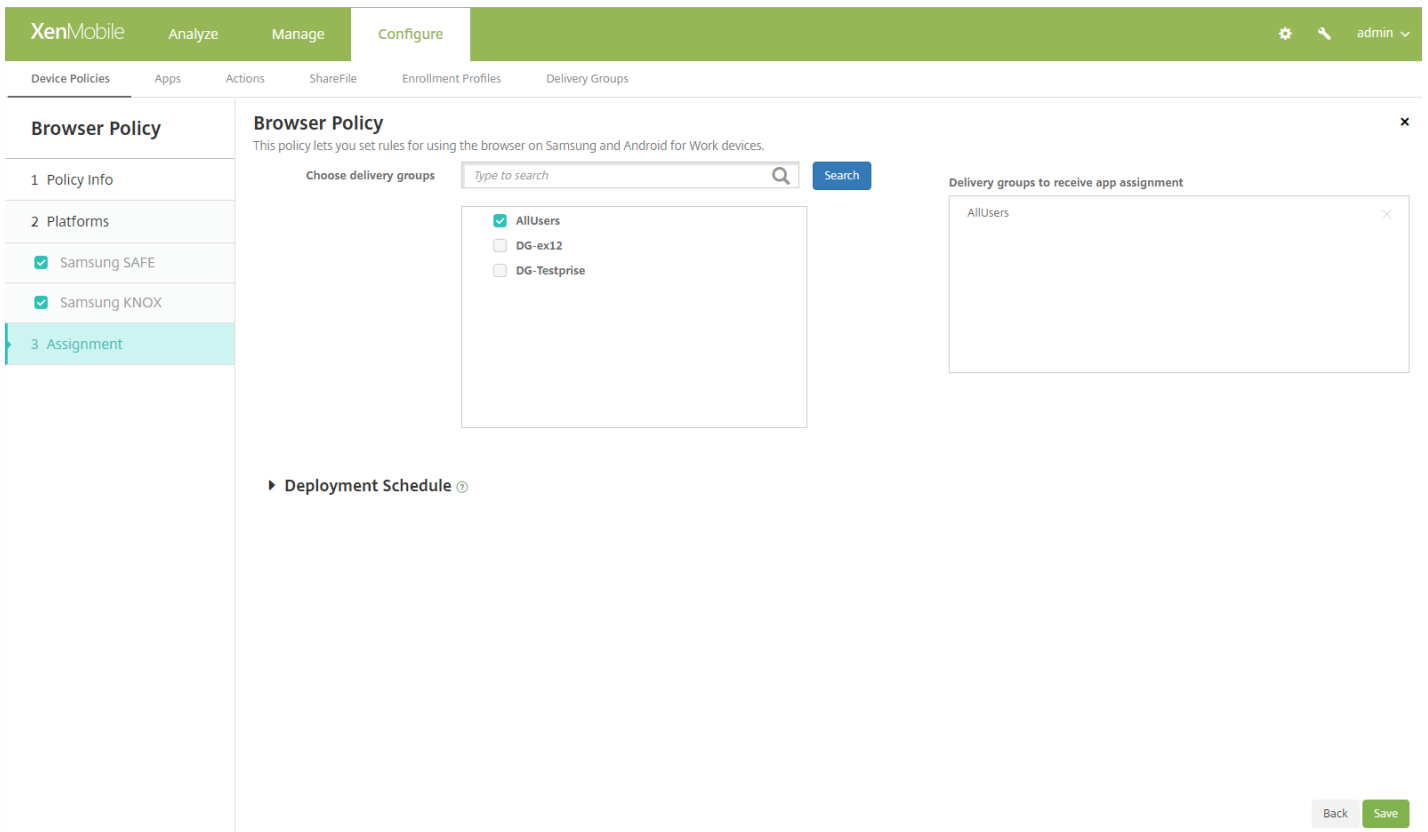 XenMobile Analyze Manage Configure admin
Device Policies Apps Actions ShareFile Enrollment Profiles Delivery Groups
Browser Policy
1 Policy Info
2 Platforms
Samsung SAFE
Samsung KNOX
3 Assignment
Browser Policy
This policy lets you set rules for using the browser on Samsung and Android for Work devices.
Choose delivery groups
Type to search
Search
AllUsers
DG-ex12
DG-Testprise
Delivery groups to receive app assignment
AllUsers
Deployment Schedule ?
Back Save